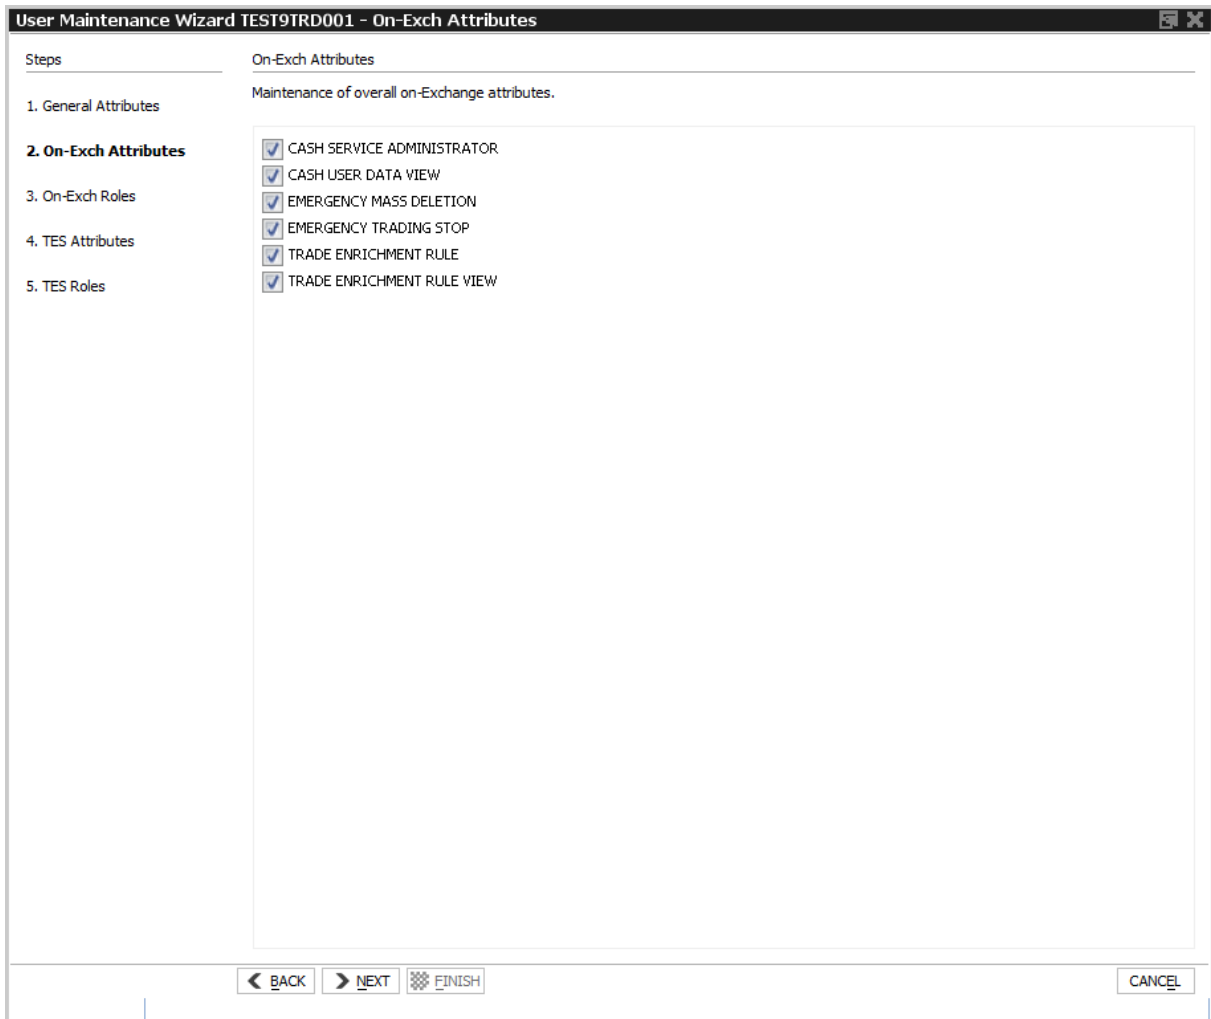 User Maintenance Wizard TEST9TRD001 - On-Exch Attributes
Steps
1. General Attributes
2. On-Exch Attributes
3. On-Exch Roles
4. TES Attributes
5. TES Roles
On-Exch Attributes
Maintenance of overall on-Exchange attributes.
CASH SERVICE ADMINISTRATOR
CASH USER DATA VIEW
EMERGENCY MASS DELETION
EMERGENCY TRADING STOP
TRADE ENRICHMENT RULE
TRADE ENRICHMENT RULE VIEW
BACK NEXT FINISH CANCEL